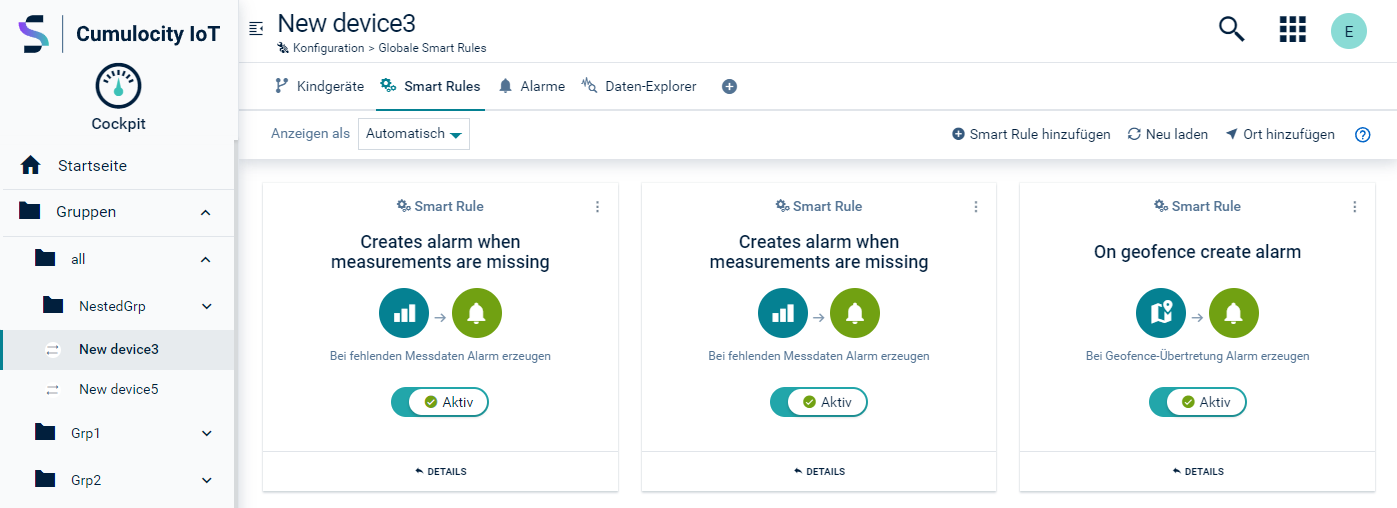 Cumulocity IoT
Cockpit
Startseite
Gruppen
all
NestedGrp
New device3
New device5
Grp1
Grp2
New device3
Konfiguration > Globale Smart Rules
E
Kindgeräte
Smart Rules
Alarme
Daten-Explorer
Anzeigen als
Automatisch
Smart Rule hinzufügen
Neu laden
Ort hinzufügen
Smart Rule
Creates alarm when
measurements are missing
Bei fehlenden Messdaten Alarm erzeugen
Aktiv
DETAILS
Smart Rule
Creates alarm when
measurements are missing
Bei fehlenden Messdaten Alarm erzeugen
Aktiv
DETAILS
Smart Rule
On geofence create alarm
Bei Geofence-Übertretung Alarm erzeugen
Aktiv
DETAILS